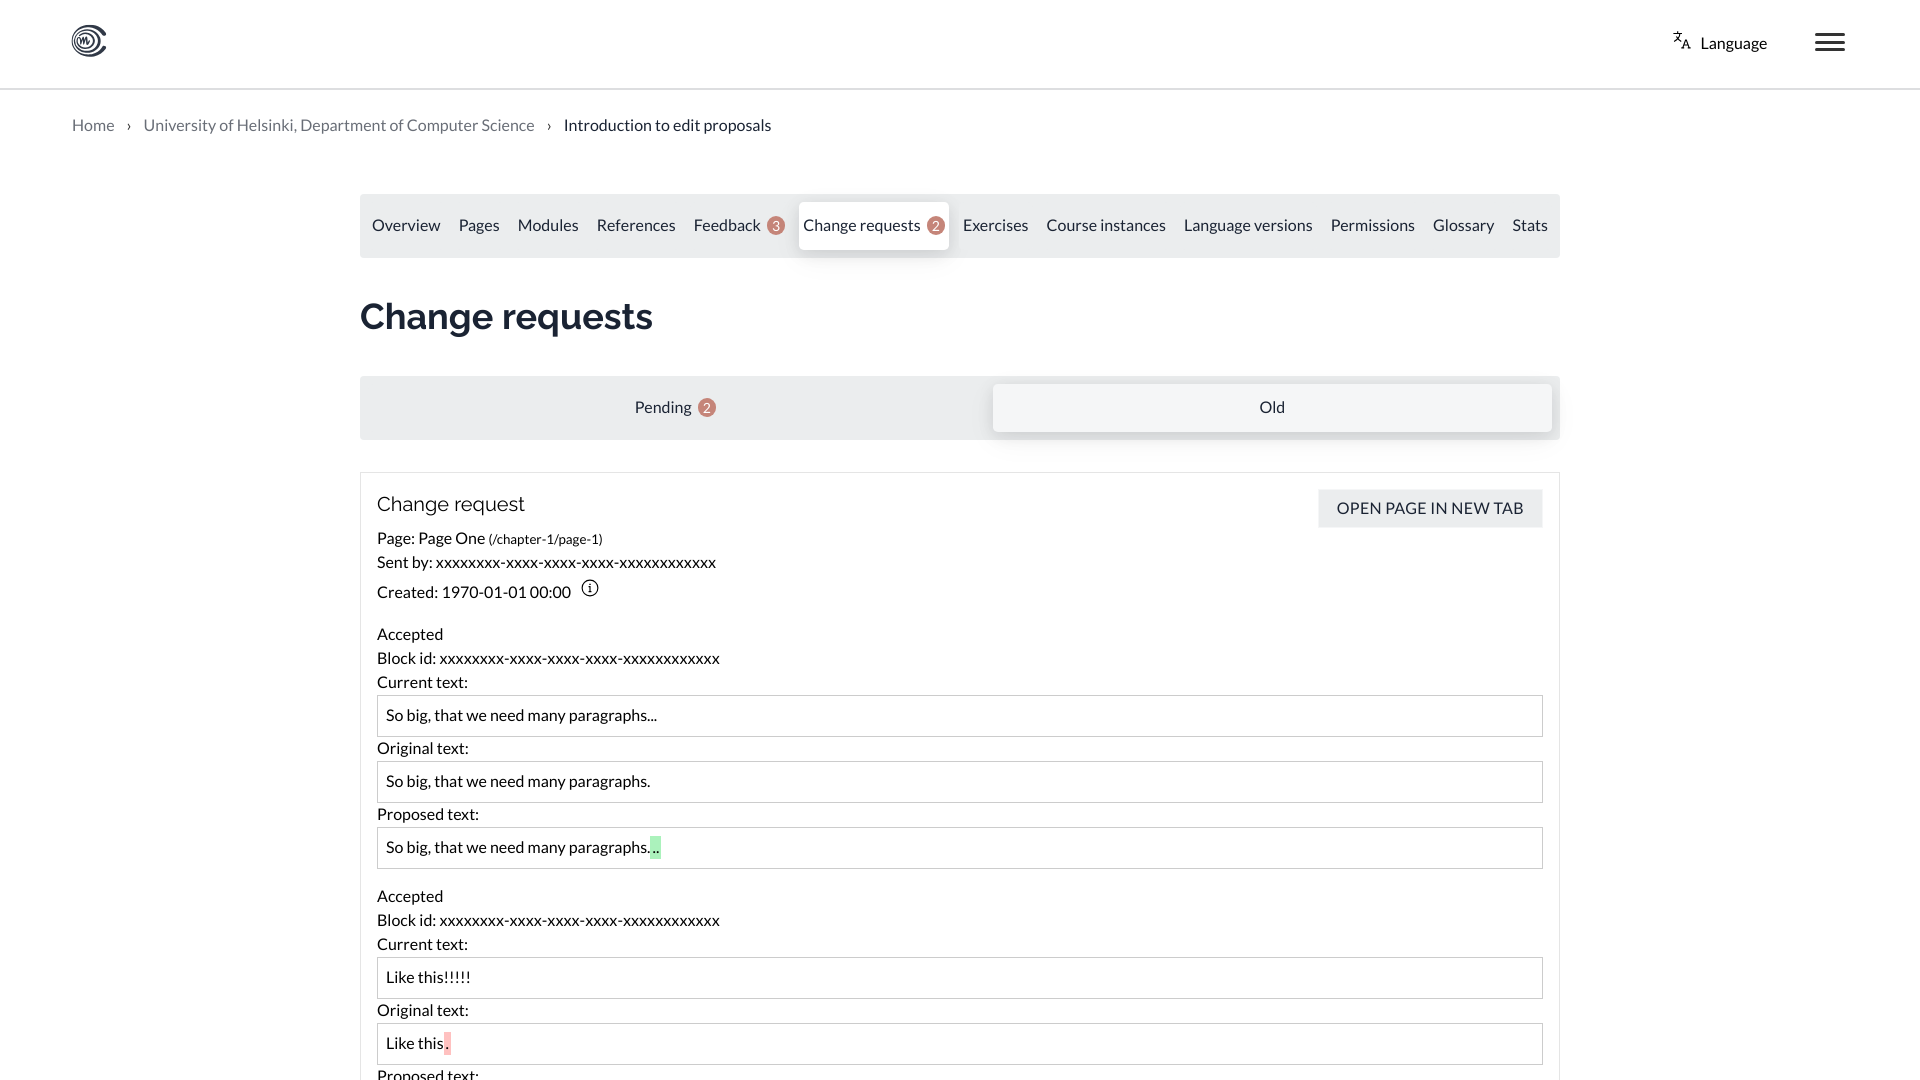 Language
Home › University of Helsinki, Department of Computer Science › Introduction to edit proposals
Overview Pages Modules References Feedback 3 Change requests 2 Exercises Course instances Language versions Permissions Glossary Stats
Change requests
Pending 2 Old
Change request
OPEN PAGE IN NEW TAB
Page: Page One (/chapter-1/page-1)
Sent by: xxxxxxxx-xxxx-xxxx-xxxx-xxxxxxxxxxxx
Created: 1970-01-01 00:00
Accepted
Block id: xxxxxxxx-xxxx-xxxx-xxxx-xxxxxxxxxxxx
Current text:
So big, that we need many paragraphs...
Original text:
So big, that we need many paragraphs.
Proposed text:
So big, that we need many paragraphs...
Accepted
Block id: xxxxxxxx-xxxx-xxxx-xxxx-xxxxxxxxxxxx
Current text:
Like this!!!!!
Original text:
Like this.
Proposed text: